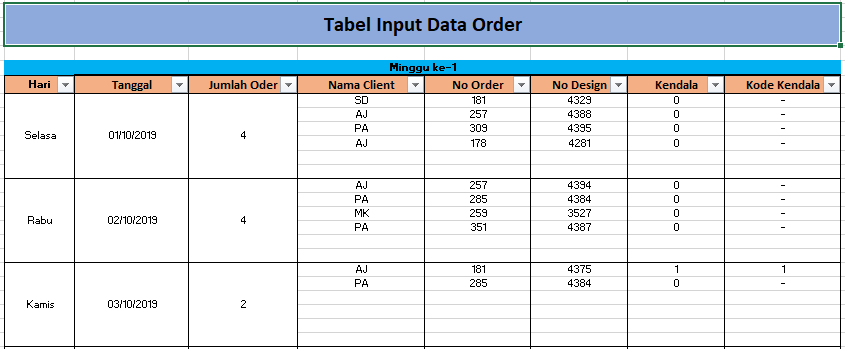 Tabel Input Data Order
Minggu ke-1
Hari Tanggal Jumlah Oder Nama Client No Order No Design Kendala Kode Kendala
SD 181 4329 0 -
AJ 257 4388 0 -
PA 309 4395 0 -
Selasa 01/10/2019 4
AJ 178 4281 0 -
AJ 257 4394 0 -
PA 285 4384 0 -
MK 259 3527 0 -
Rabu 02/10/2019 4
PA 351 4387 0 -
AJ 181 4375 1 1
PA 285 4384 0 -
Kamis 03/10/2019 2